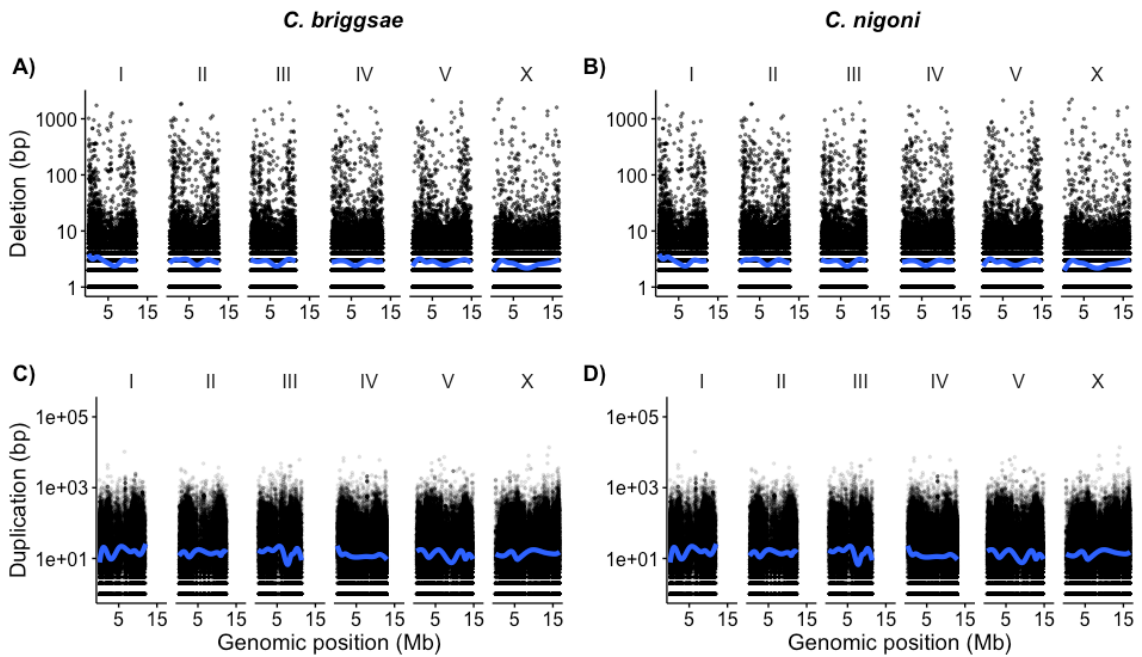 C. briggsae C. nigoni
A) I II III IV V X B) I II III IV V X
Deletion (bp)
1000 1000
100 100
10 10
1 1
5 15 5 15 5 15 5 15 5 15 5 15 5 15 5 15 5 15 5 15 5 15 5 15
C) I II III IV V X D) I II III IV V X
Duplication (bp)
1e+05 1e+05
1e+03 1e+03
1e+01 1e+01
5 15 5 15 5 15 5 15 5 15 5 15 5 15 5 15 5 15 5 15 5 15 5 15
Genomic position (Mb) Genomic position (Mb)